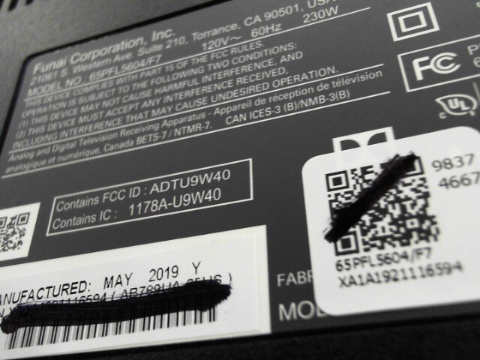 Funai Corporation, Inc.
21061 S. Western Ave. Suite 210, Torrance, CA 90501, USA
MODEL NO. 65PFL5604/F7 120V~ 60Hz 230W
THIS DEVICE COMPLIES WITH PART 15 OF THE FCC RULES.
OPERATION IS SUBJECT TO THE FOLLOWING TWO CONDITIONS:
(1) THIS DEVICE MAY NOT CAUSE HARMFUL INTERFERENCE, AND
(2) THIS DEVICE MUST ACCEPT ANY INTERFERENCE RECEIVED,
INCLUDING INTERFERENCE THAT MAY CAUSE UNDESIRED OPERATION.
Analog and Digital Television Receiving Apparatus - Appareil de réception de télévision
analogique et numérique, Canada BETS-7 / NTMR-7. CAN ICES-3 (B)/NMB-3(B)
FC
c UL
Contains FCC ID : ADTU9W40
Contains IC : 1178A-U9W40
9837
4667
65PFL5604/F7
XA1A1921116594
ANUFACTURED: MAY 2019 Y
FABR
MOD